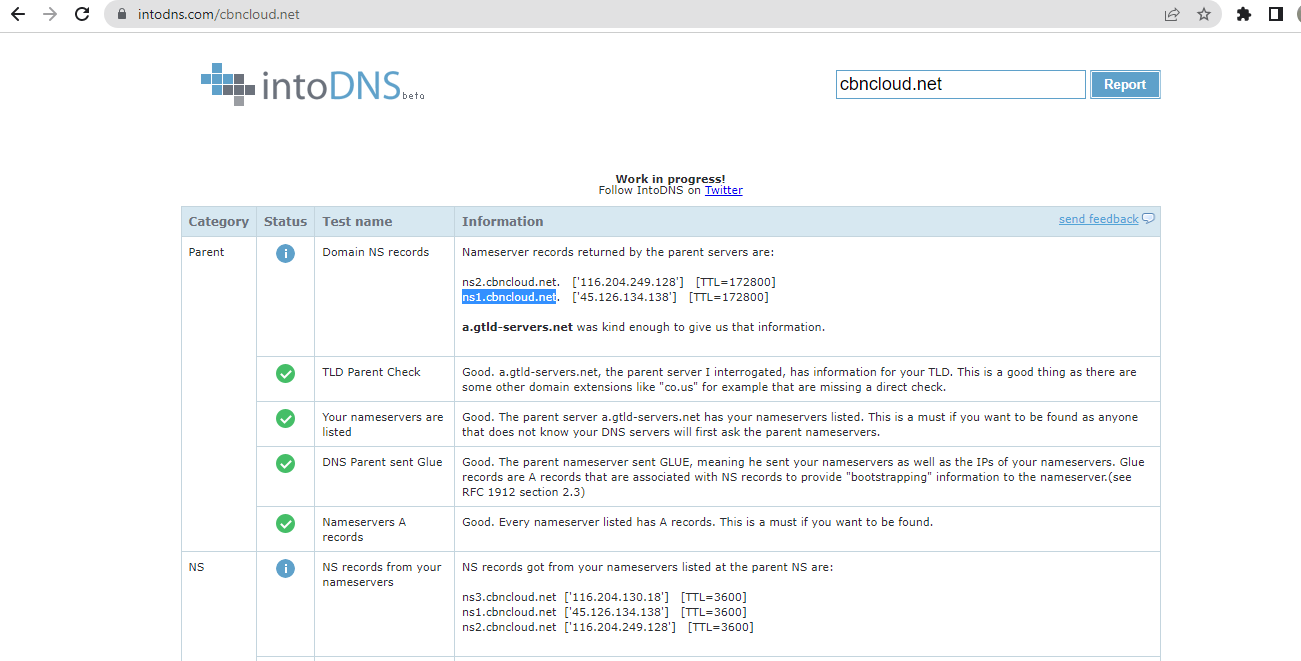 intodns.com/cbncloud.net
intoDNS beta
cbncloud.net
Report
Work in progress!
Follow IntoDNS on Twitter
Category Status Test name Information send feedback
Parent Domain NS records Nameserver records returned by the parent servers are:
ns2.cbncloud.net. ['116.204.249.128'] [TTL=172800]
ns1.cbncloud.net. ['45.126.134.138'] [TTL=172800]
a.gtld-servers.net was kind enough to give us that information.
TLD Parent Check Good. a.gtld-servers.net, the parent server I interrogated, has information for your TLD. This is a good thing as there are
some other domain extensions like "co.us" for example that are missing a direct check.
Your nameservers are Good. The parent server a.gtld-servers.net has your nameservers listed. This is a must if you want to be found as anyone
listed that does not know your DNS servers will first ask the parent nameservers.
DNS Parent sent Glue Good. The parent nameserver sent GLUE, meaning he sent your nameservers as well as the IPs of your nameservers. Glue
records are A records that are associated with NS records to provide "bootstrapping" information to the nameserver.(see
RFC 1912 section 2.3)
Nameservers A Good. Every nameserver listed has A records. This is a must if you want to be found.
records
NS NS records from your NS records got from your nameservers listed at the parent NS are:
nameservers
ns3.cbncloud.net ['116.204.130.18'] [TTL=3600]
ns1.cbncloud.net ['45.126.134.138'] [TTL=3600]
ns2.cbncloud.net ['116.204.249.128'] [TTL=3600]